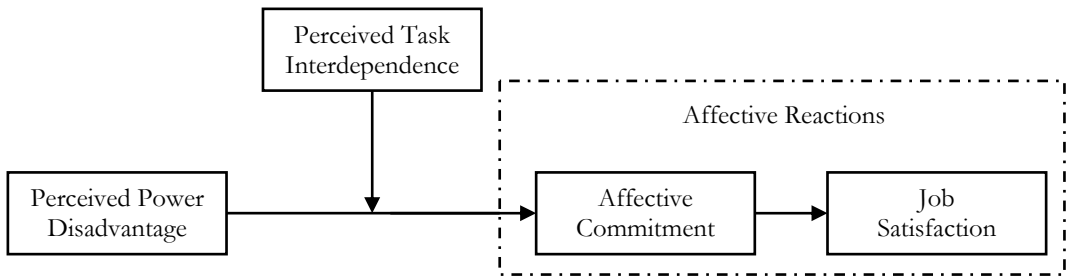 Perceived Task
Interdependence
Affective Reactions
Perceived Power
Disadvantage
Affective
Commitment
Job
Satisfaction